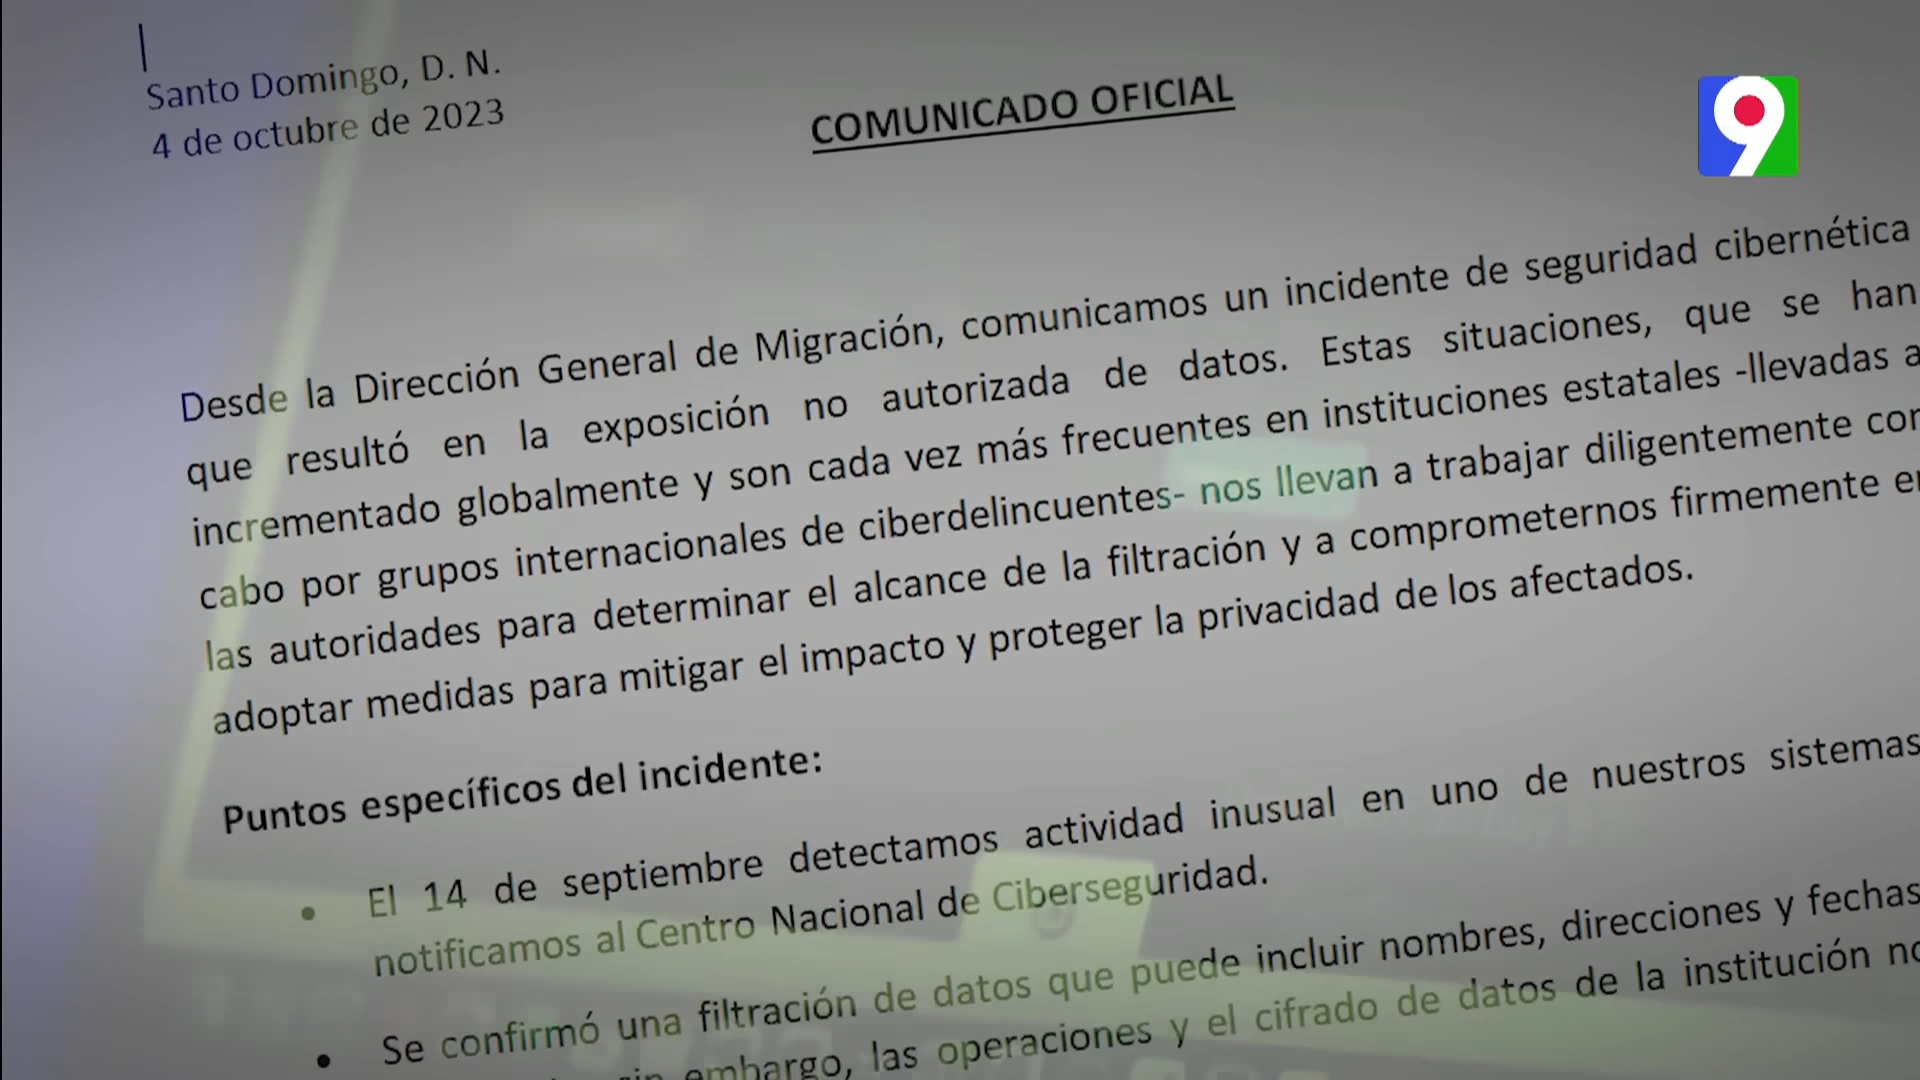 Santo Domingo, D. N.
4 de octubre de 2023
COMUNICADO OFICIAL
9
Desde la Dirección General de Migración, comunicamos un incidente de seguridad cibernética
que resultó en la exposición no autorizada de datos. Estas situaciones, que se han
incrementado globalmente y son cada vez más frecuentes en instituciones estatales -llevadas a
cabo por grupos internacionales de ciberdelincuentes- nos llevan a trabajar diligentemente con
las autoridades para determinar el alcance de la filtración y a comprometernos firmemente en
adoptar medidas para mitigar el impacto y proteger la privacidad de los afectados.
Puntos específicos del incidente:
• El 14 de septiembre detectamos actividad inusual en uno de nuestros sistemas
notificamos al Centro Nacional de Ciberseguridad.
• Se confirmó una filtración de datos que puede incluir nombres, direcciones y fechas
sin embargo, las operaciones y el cifrado de datos de la institución no